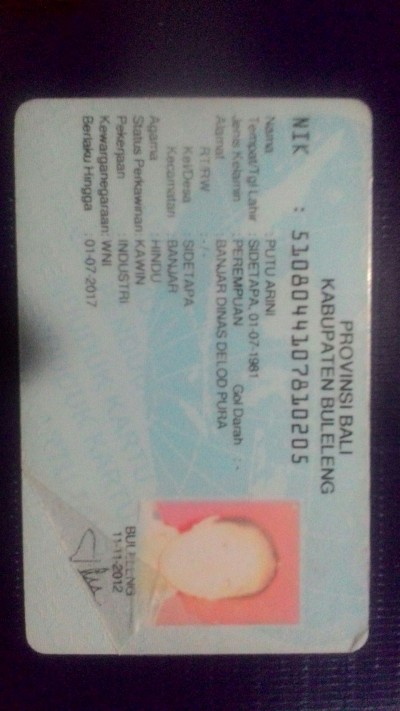 PROVINSI BALI
KABUPATEN BULELENG
NIK : 5108044107810205
Nama : PUTU ARINI
Tempat/Tgl Lahir : SIDETAPA, 01-07-1981
Jenis Kelamin : PEREMPUAN Gol Darah : -
Alamat : BANJAR DINAS DELOD PURA
RT/RW : -/-
Kel/Desa : SIDETAPA
Kecamatan : BANJAR
Agama : HINDU
Status Perkawinan: KAWIN
Pekerjaan : INDUSTRI
Kewarganegaraan: WNI
Berlaku Hingga : 01-07-2017
BULELENG
11-11-2012